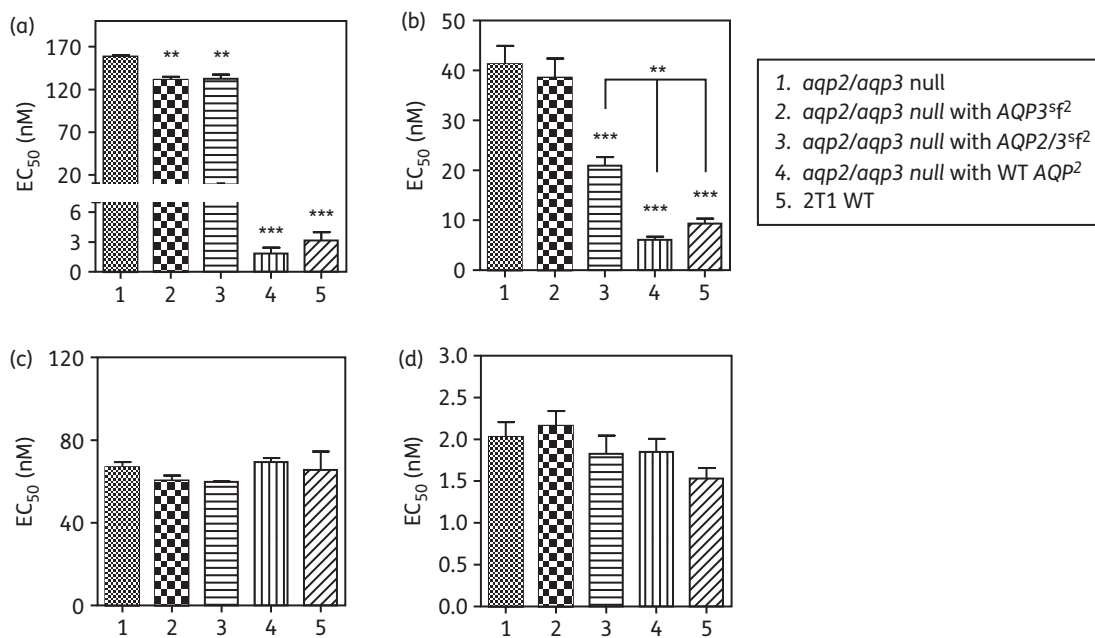 (a)
170
120
70
20
6
3
0
EC₅₀ (nM)
** ** *** ***
1 2 3 4 5
(b)
50
40
30
20
10
0
EC₅₀ (nM)
**
*** *** ***
1 2 3 4 5
1. aqp2/aqp3 null
2. aqp2/aqp3 null with AQP3ˢf²
3. aqp2/aqp3 null with AQP2/3ˢf²
4. aqp2/aqp3 null with WT AQP²
5. 2T1 WT
(c)
120
80
40
0
EC₅₀ (nM)
1 2 3 4 5
(d)
3.0
2.5
2.0
1.5
1.0
0.5
0.0
EC₅₀ (nM)
1 2 3 4 5